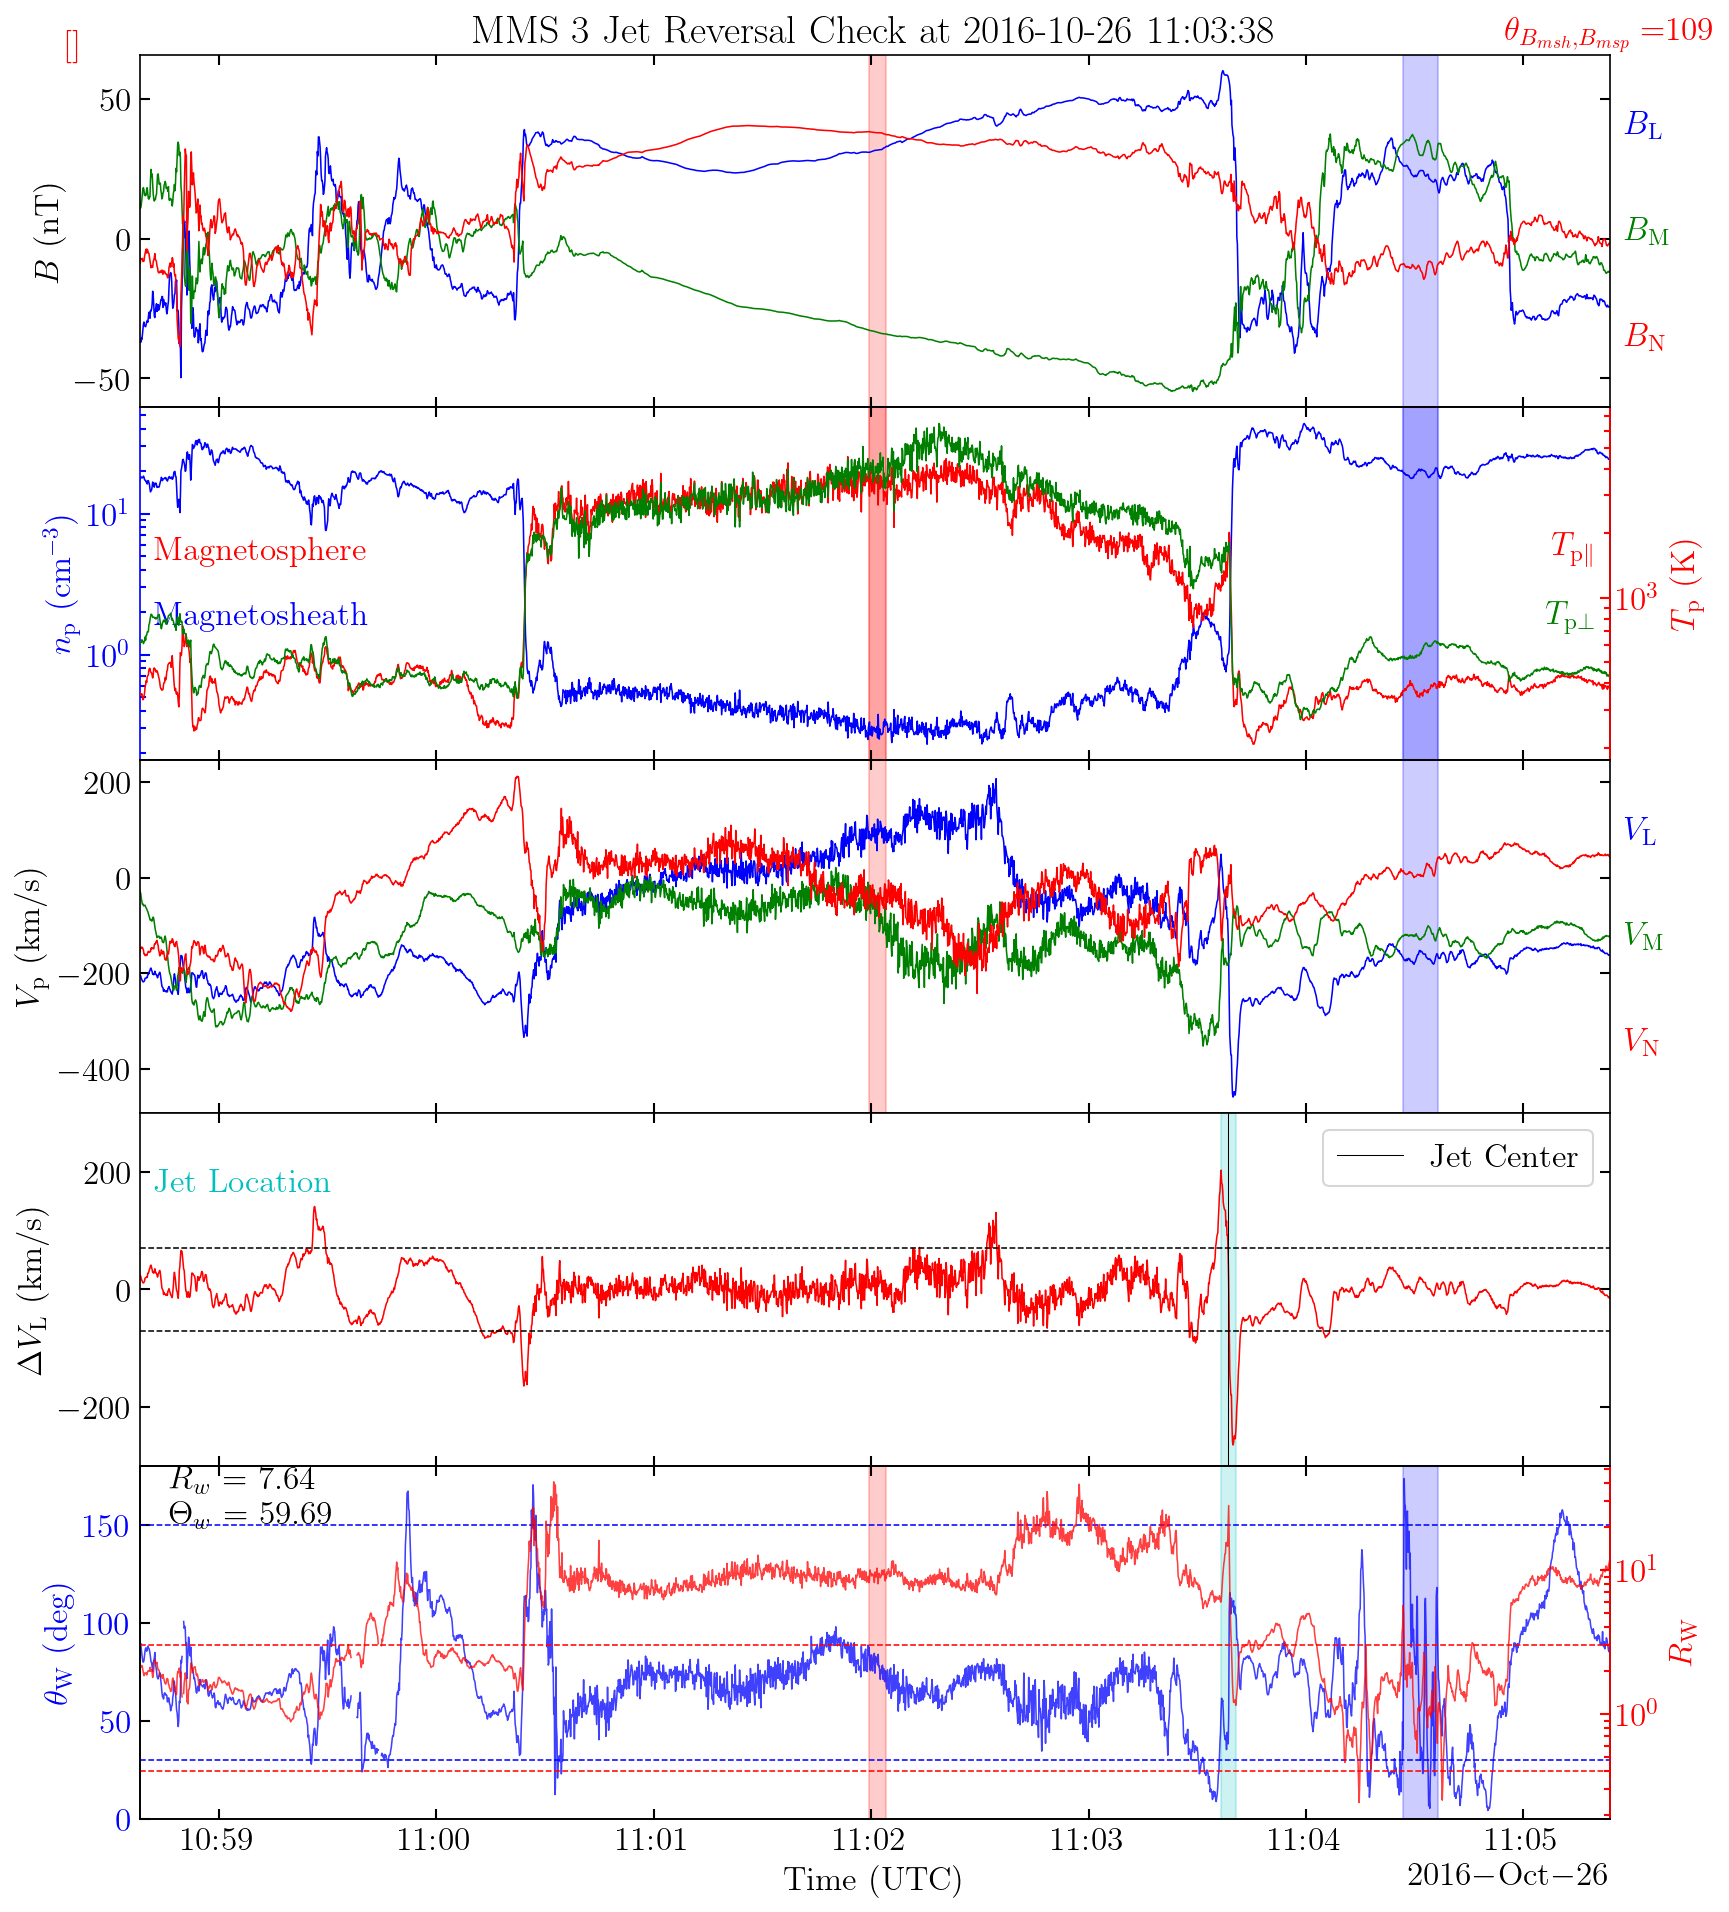 MMS 3 Jet Reversal Check at 2016-10-26 11:03:38
[]
θ_{B_{msh},B_{msp}} =109
50
0
−50
B (nT)
B_L
B_M
B_N
10^1
10^0
n_p (cm^{−3})
Magnetosphere
Magnetosheath
T_{p∥}
T_{p⊥}
10^3
T_p (K)
200
0
−200
−400
V_p (km/s)
V_L
V_M
V_N
200
0
−200
ΔV_L (km/s)
Jet Location
Jet Center
R_w = 7.64
Θ_w = 59.69
150
100
50
0
θ_W (deg)
10^1
10^0
R_W
10:59 11:00 11:01 11:02 11:03 11:04 11:05
Time (UTC)
2016−Oct−26